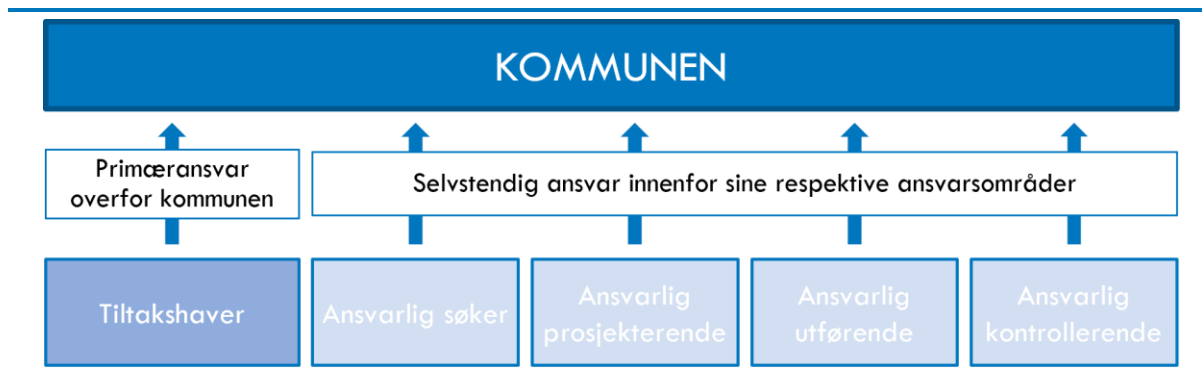 KOMMUNEN
Primæransvar
overfor kommunen
Selvstendig ansvar innenfor sine respektive ansvarsområder
Tiltakshaver
Ansvarlig søker
Ansvarlig
prosjekterende
Ansvarlig
utførende
Ansvarlig
kontrollerende